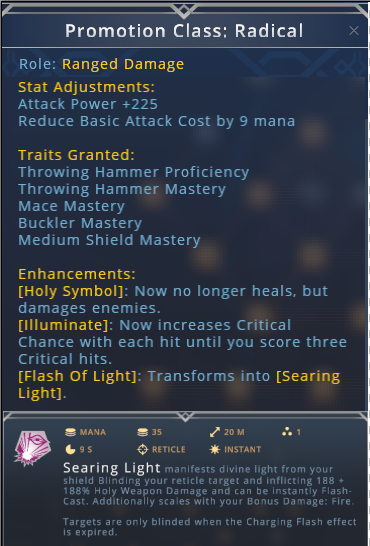 Promotion Class: Radical
Role: Ranged Damage
Stat Adjustments:
Attack Power +225
Reduce Basic Attack Cost by 9 mana
Traits Granted:
Throwing Hammer Proficiency
Throwing Hammer Mastery
Mace Mastery
Buckler Mastery
Medium Shield Mastery
Enhancements:
[Holy Symbol]: Now no longer heals, but
damages enemies.
[Illuminate]: Now increases Critical
Chance with each hit until you score three
Critical hits.
[Flash Of Light]: Transforms into [Searing
Light].
MANA 35 20 M 1
9 S RETICLE INSTANT
Searing Light manifests divine light from your
shield Blinding your reticle target and inflicting 188 +
188% Holy Weapon Damage and can be instantly Flash-
Cast. Additionally scales with your Bonus Damage: Fire.
Targets are only blinded when the Charging Flash effect
is expired.